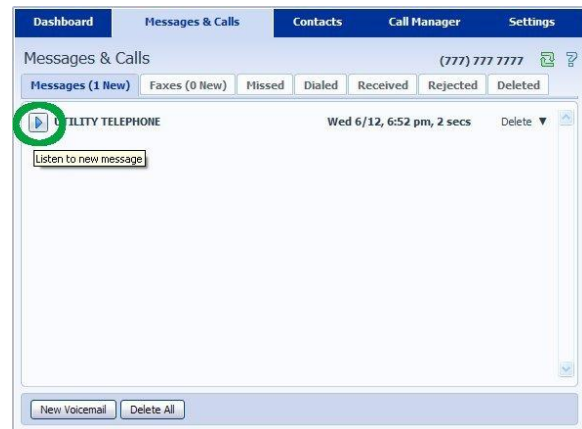 Dashboard Messages & Calls Contacts Call Manager Settings
Messages & Calls (777) 777 7777
Messages (1 New) Faxes (0 New) Missed Dialed Received Rejected Deleted
UTILITY TELEPHONE Wed 6/12, 6:52 pm, 2 secs Delete
Listen to new message
New Voicemail Delete All